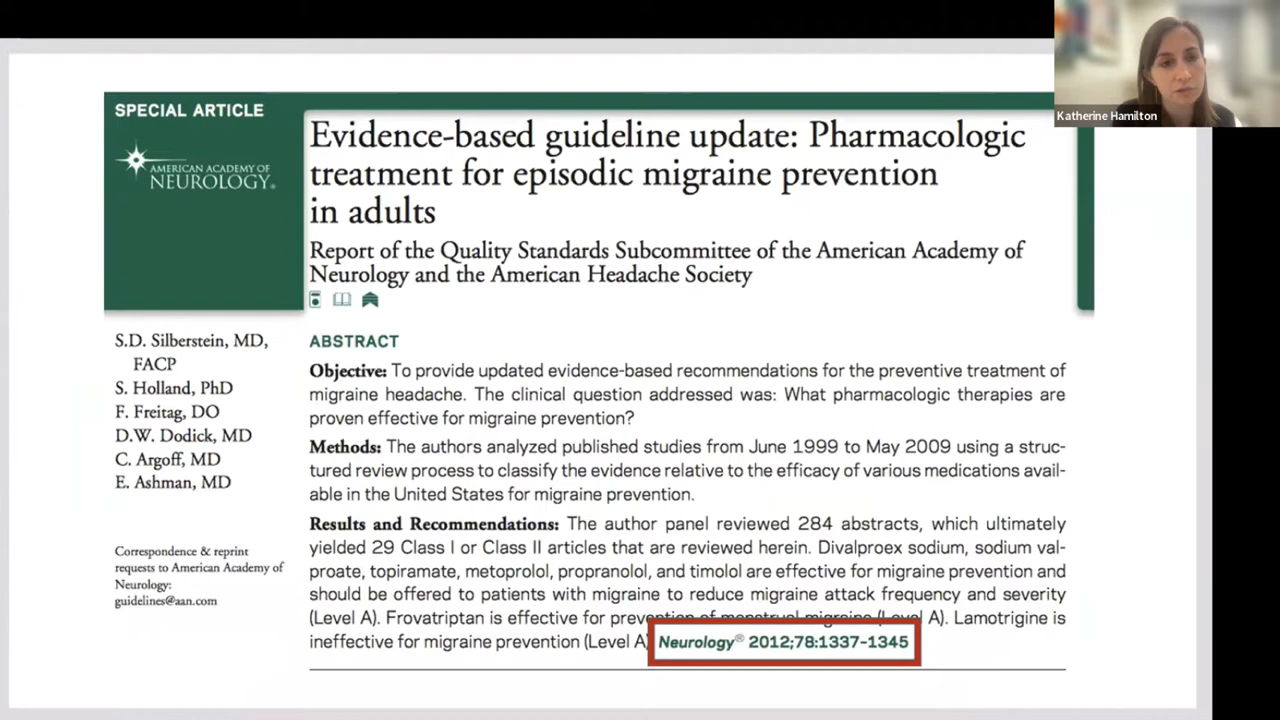 Katherine Hamilton
SPECIAL ARTICLE
AMERICAN ACADEMY OF
NEUROLOGY®
Evidence-based guideline update: Pharmacologic
treatment for episodic migraine prevention
in adults
Report of the Quality Standards Subcommittee of the American Academy of
Neurology and the American Headache Society
S.D. Silberstein, MD,
FACP
S. Holland, PhD
F. Freitag, DO
D.W. Dodick, MD
C. Argoff, MD
E. Ashman, MD
Correspondence & reprint
requests to American Academy of
Neurology:
guidelines@aan.com
ABSTRACT
Objective: To provide updated evidence-based recommendations for the preventive treatment of
migraine headache. The clinical question addressed was: What pharmacologic therapies are
proven effective for migraine prevention?
Methods: The authors analyzed published studies from June 1999 to May 2009 using a struc-
tured review process to classify the evidence relative to the efficacy of various medications avail-
able in the United States for migraine prevention.
Results and Recommendations: The author panel reviewed 284 abstracts, which ultimately
yielded 29 Class I or Class II articles that are reviewed herein. Divalproex sodium, sodium val-
proate, topiramate, metoprolol, propranolol, and timolol are effective for migraine prevention and
should be offered to patients with migraine to reduce migraine attack frequency and severity
(Level A). Frovatriptan is effective for prevention of menstrual migraine (Level A). Lamotrigine is
ineffective for migraine prevention (Level A)
Neurology® 2012;78:1337–1345